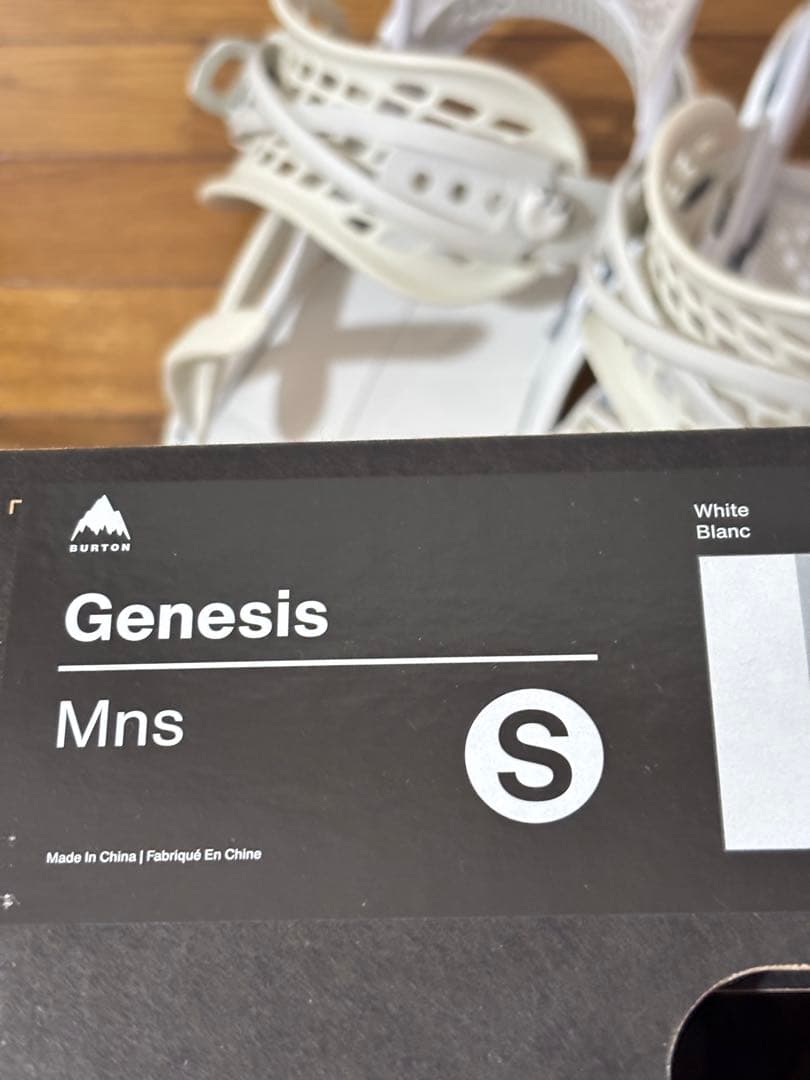 BURTON
White
Blanc
Genesis
Mns
S
Made In China | Fabriqué En Chine